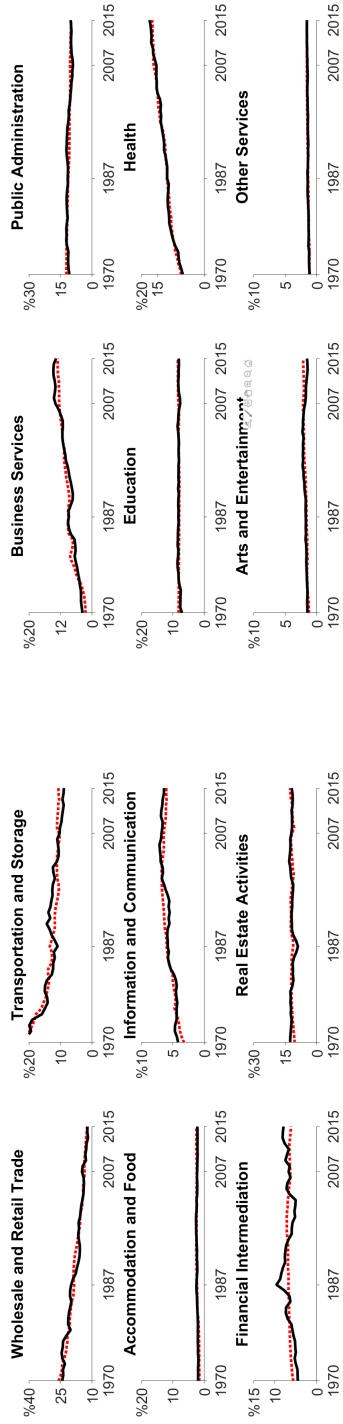 Wholesale and Retail Trade
%40
25
10
1970 1987 2007 2015
Transportation and Storage
%20
10
0
1970 1987 2007 2015
Business Services
%20
12
0
1970 1987 2007 2015
Public Administration
%30
15
0
1970 1987 2007 2015
Accommodation and Food
%20
10
0
1970 1987 2007 2015
Information and Communication
%10
5
0
1970 1987 2007 2015
Education
%20
10
0
1970 1987 2007 2015
Health
%20
15
0
1970 1987 2007 2015
Financial Intermediation
%15
10
0
1970 1987 2007 2015
Real Estate Activities
%30
15
0
1970 1987 2007 2015
Arts and Entertainment
%10
5
0
1970 1987 2007 2015
Other Services
%10
5
0
1970 1987 2007 2015